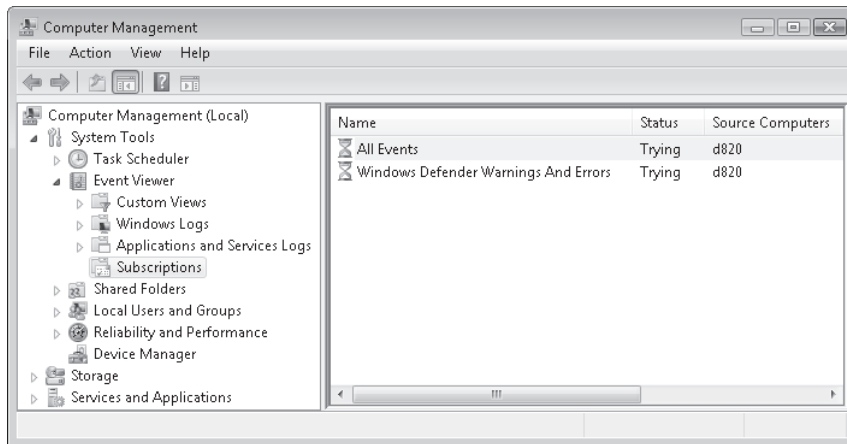 Computer Management
File Action View Help
Computer Management (Local)
System Tools
Task Scheduler
Event Viewer
Custom Views
Windows Logs
Applications and Services Logs
Subscriptions
Shared Folders
Local Users and Groups
Reliability and Performance
Device Manager
Storage
Services and Applications
Name Status Source Computers
All Events Trying d820
Windows Defender Warnings And Errors Trying d820